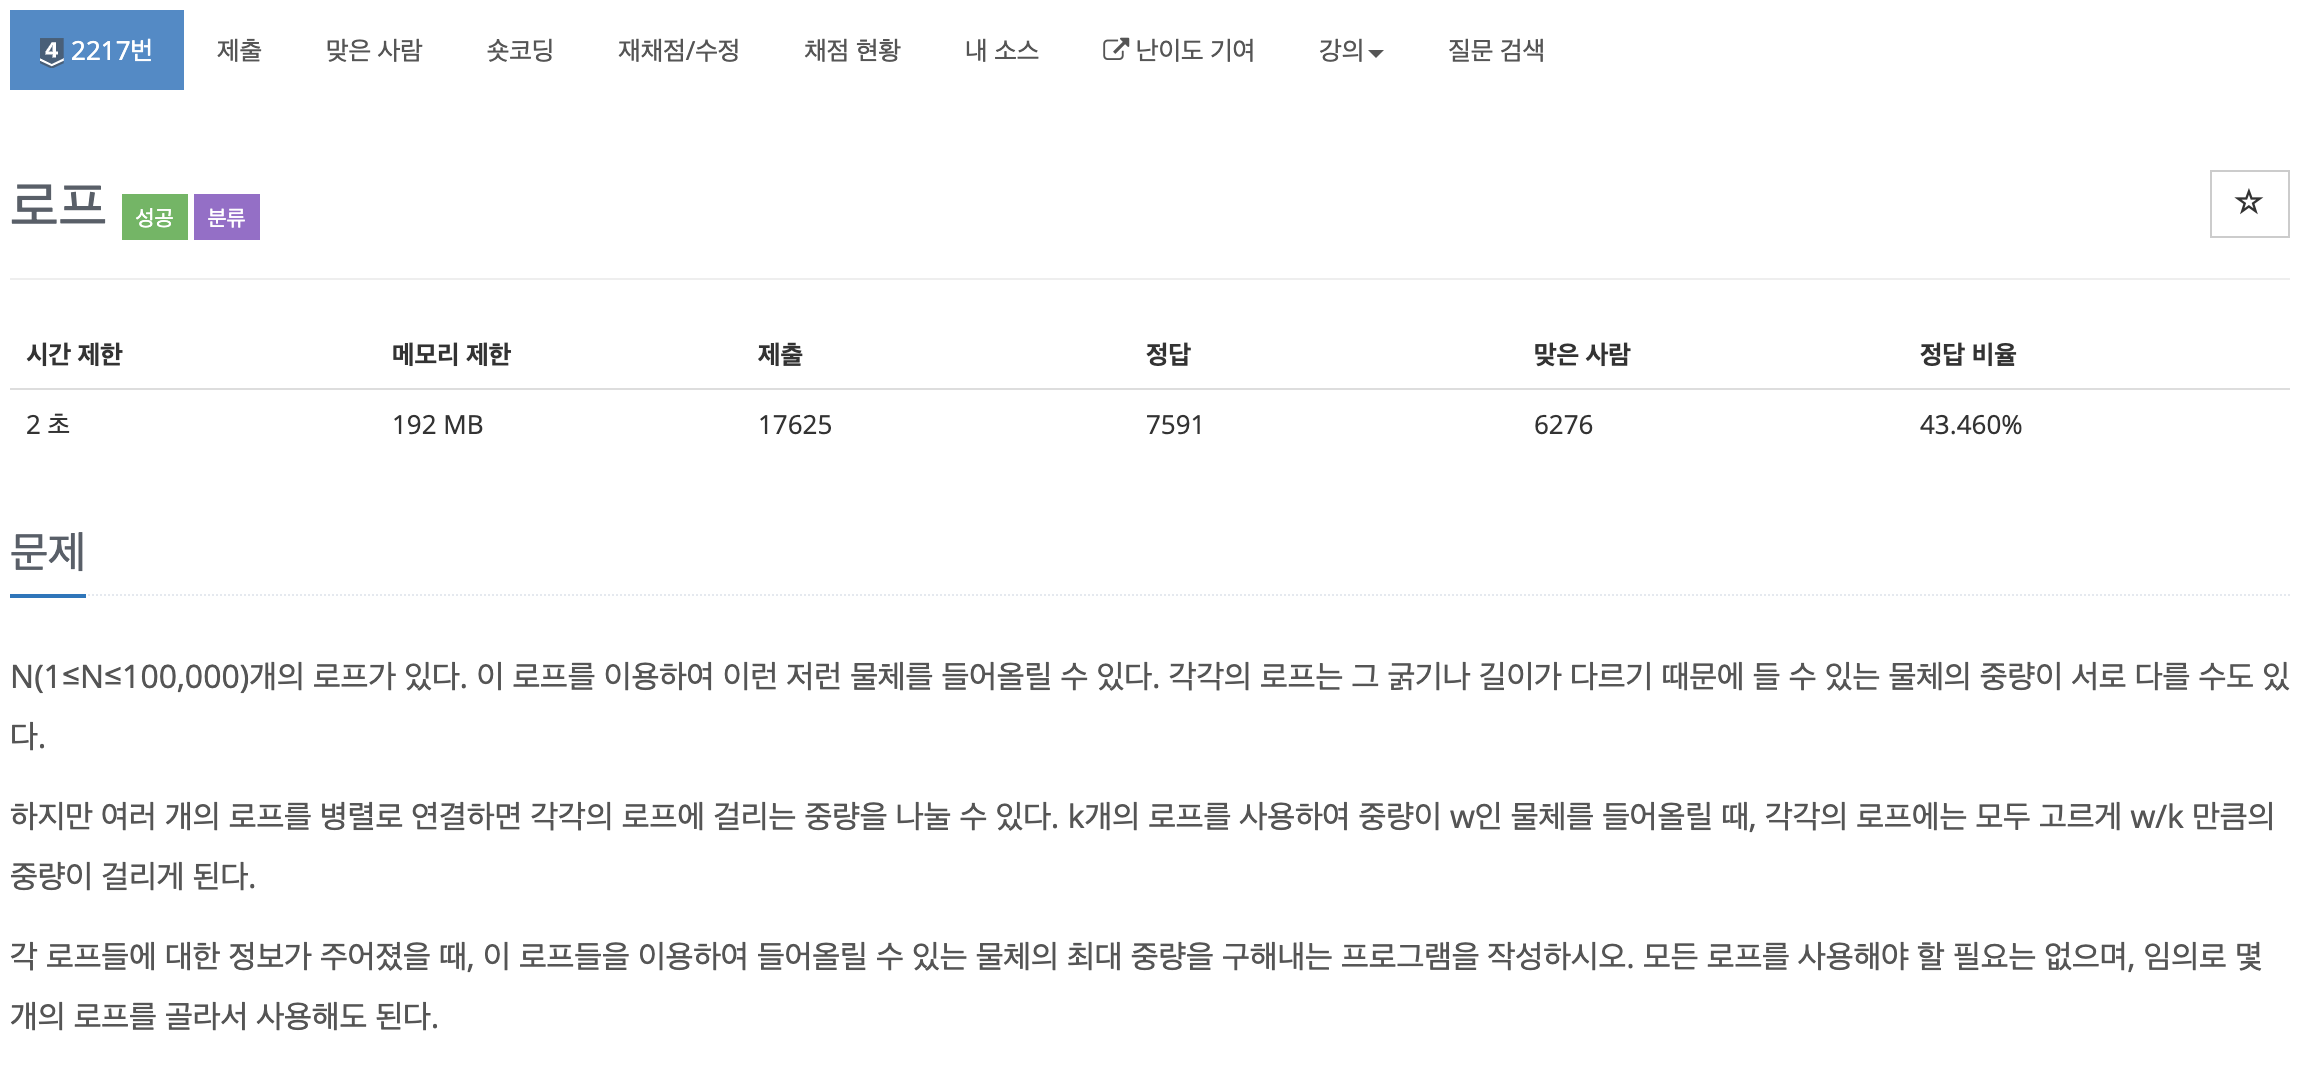 4 2217번 제출 맞은 사람 숏코딩 재채점/수정 채점 현황 내 소스 난이도 기여 강의 질문 검색
로프 성공 분류
시간 제한 메모리 제한 제출 정답 맞은 사람 정답 비율
2 초 192 MB 17625 7591 6276 43.460%
문제
N(1≤N≤100,000)개의 로프가 있다. 이 로프를 이용하여 이런 저런 물체를 들어올릴 수 있다. 각각의 로프는 그 굵기나 길이가 다르기 때문에 들 수 있는 물체의 중량이 서로 다를 수도 있
다.
하지만 여러 개의 로프를 병렬로 연결하면 각각의 로프에 걸리는 중량을 나눌 수 있다. k개의 로프를 사용하여 중량이 w인 물체를 들어올릴 때, 각각의 로프에는 모두 고르게 w/k 만큼의
중량이 걸리게 된다.
각 로프들에 대한 정보가 주어졌을 때, 이 로프들을 이용하여 들어올릴 수 있는 물체의 최대 중량을 구해내는 프로그램을 작성하시오. 모든 로프를 사용해야 할 필요는 없으며, 임의로 몇
개의 로프를 골라서 사용해도 된다.